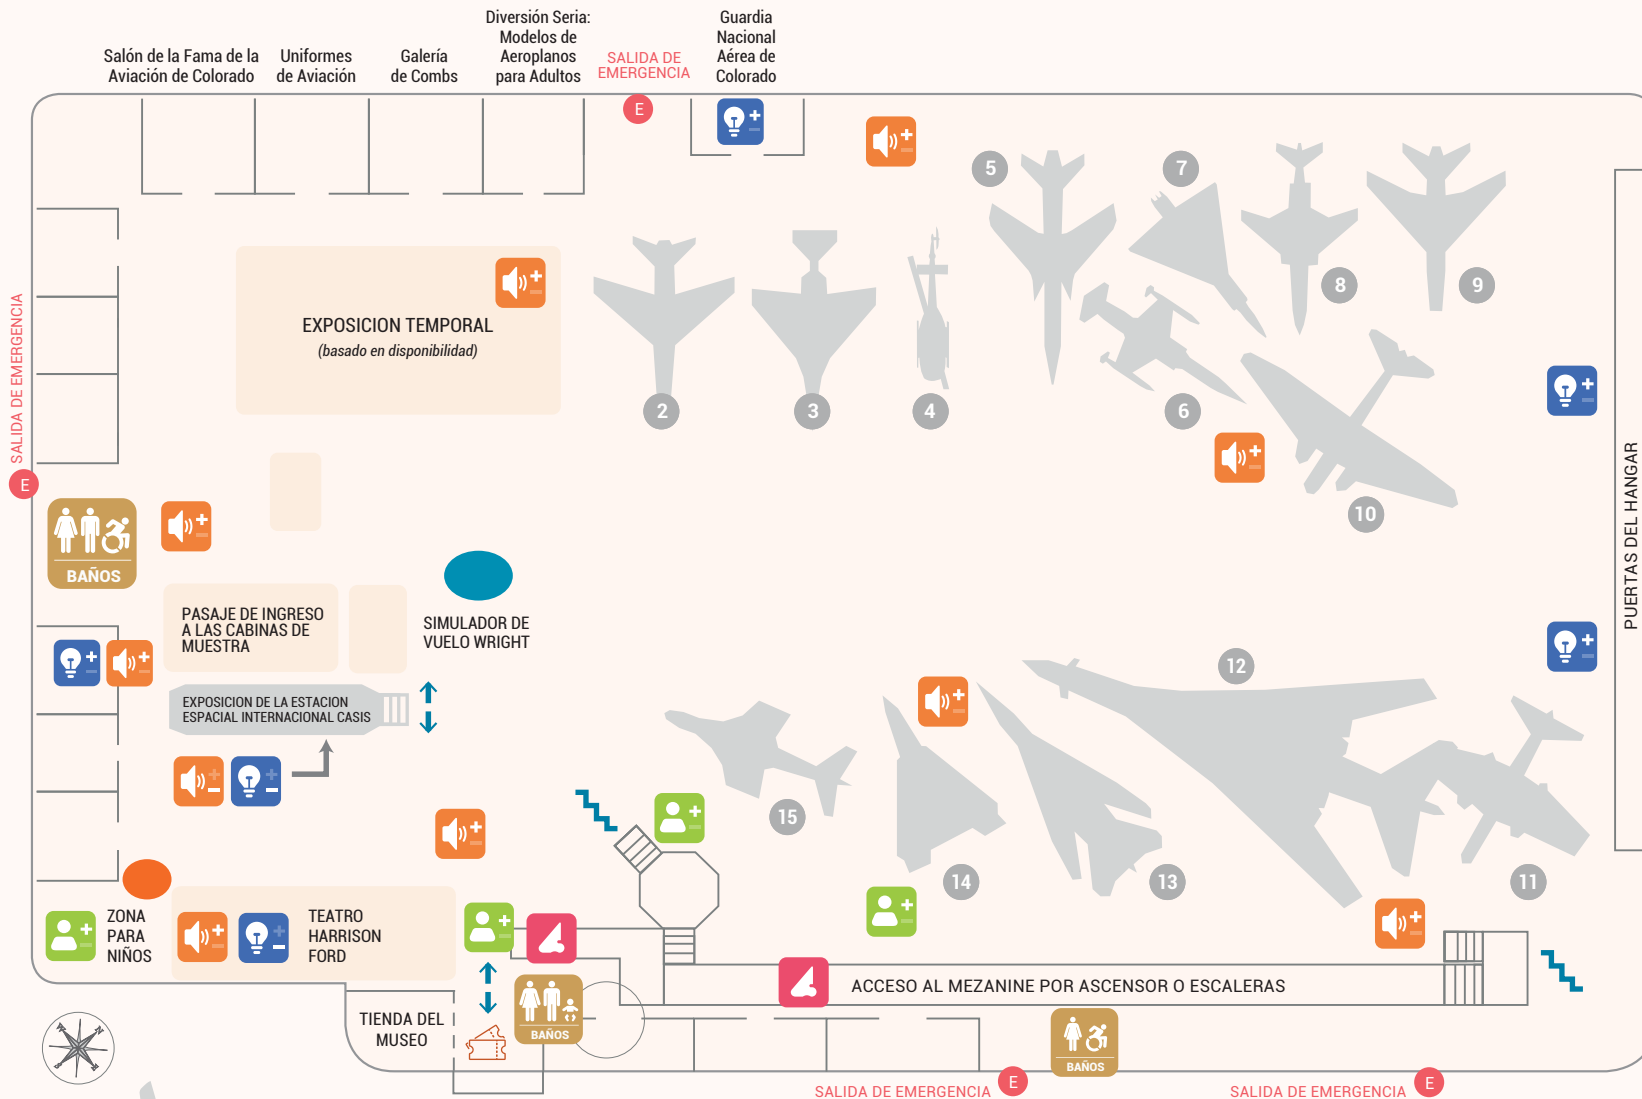 Salón de la Fama de la
Aviación de Colorado
Uniformes
de Aviación
Galería
de Combs
Diversión Seria:
Modelos de
Aeroplanos
para Adultos
SALIDA DE
EMERGENCIA
E
Guardia
Nacional
Aérea de
Colorado
5
7
8
9
EXPOSICION TEMPORAL
(basado en disponibilidad)
2
3
4
6
10
SALIDA DE EMERGENCIA
E
BAÑOS
PUERTAS DEL HANGAR
PASAJE DE INGRESO
A LAS CABINAS DE
MUESTRA
SIMULADOR DE
VUELO WRIGHT
EXPOSICION DE LA ESTACION
ESPACIAL INTERNACIONAL CASIS
12
15
14
13
11
ZONA
PARA
NIÑOS
TEATRO
HARRISON
FORD
ACCESO AL MEZANINE POR ASCENSOR O ESCALERAS
TIENDA DEL
MUSEO
BAÑOS
BAÑOS
SALIDA DE EMERGENCIA
E
SALIDA DE EMERGENCIA
E